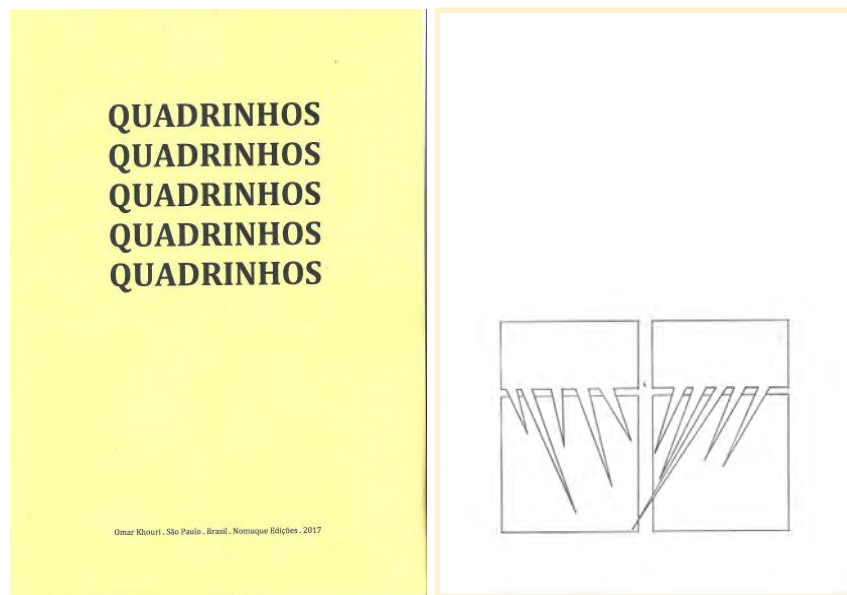 QUADRINHOS
QUADRINHOS
QUADRINHOS
QUADRINHOS
QUADRINHOS
Omar Khouri . São Paulo . Brasil . Nomuque Edições . 2017